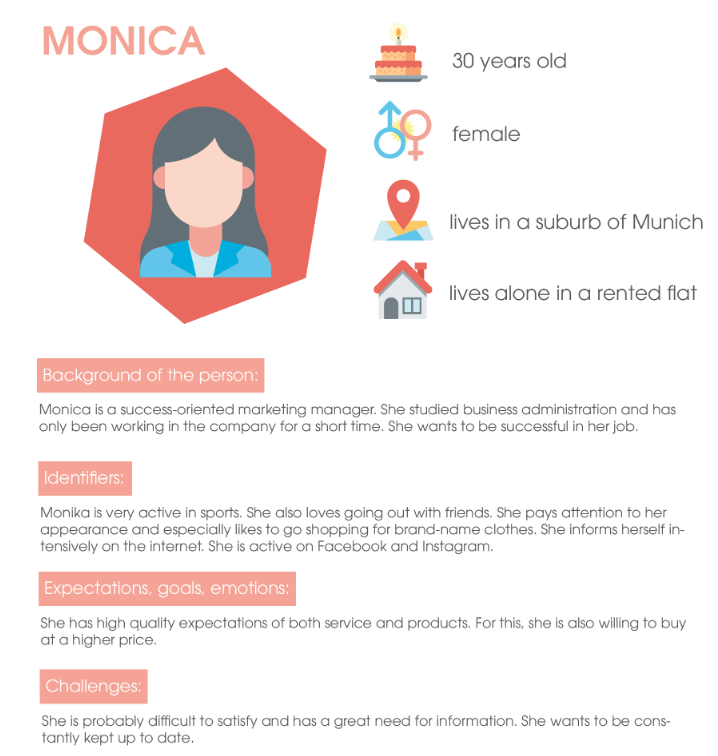 MONICA
30 years old
female
lives in a suburb of Munich
lives alone in a rented flat
Background of the person:
Monica is a success-oriented marketing manager. She studied business administration and has
only been working in the company for a short time. She wants to be successful in her job.
Identifiers:
Monika is very active in sports. She also loves going out with friends. She pays attention to her
appearance and especially likes to go shopping for brand-name clothes. She informs herself in-
tensively on the internet. She is active on Facebook and Instagram.
Expectations, goals, emotions:
She has high quality expectations of both service and products. For this, she is also willing to buy
at a higher price.
Challenges:
She is probably difficult to satisfy and has a great need for information. She wants to be cons-
tantly kept up to date.